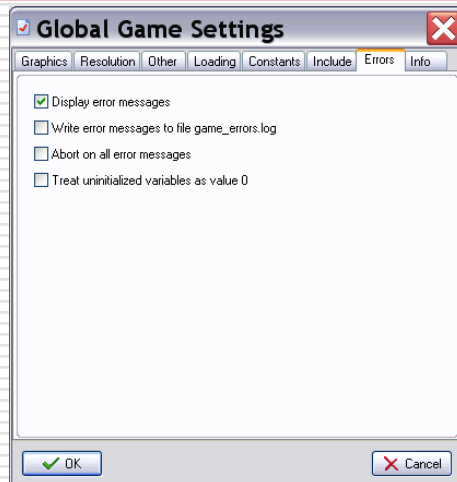 Global Game Settings
Graphics Resolution Other Loading Constants Include Errors Info
Display error messages
Write error messages to file game_errors.log
Abort on all error messages
Treat uninitialized variables as value 0
OK Cancel